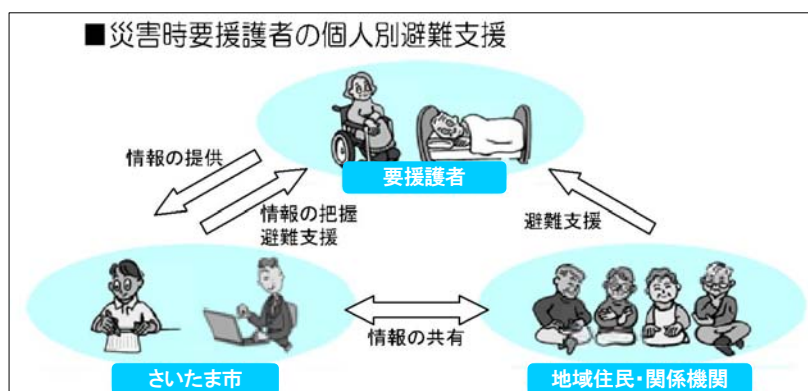 ■災害時要援護者の個人別避難支援
情報の提供
要援護者
情報の把握
避難支援
避難支援
情報の共有
さいたま市
地域住民・関係機関